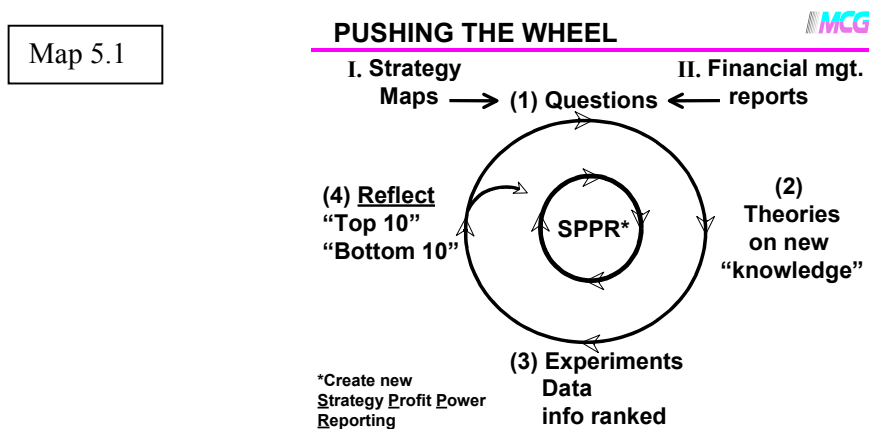 Map 5.1
PUSHING THE WHEEL
MCG
I. Strategy
Maps
II. Financial mgt.
reports
(1) Questions
(2)
Theories
on new
“knowledge”
(3) Experiments
Data
info ranked
(4) Reflect
“Top 10”
“Bottom 10”
SPPR*
*Create new
Strategy Profit Power
Reporting